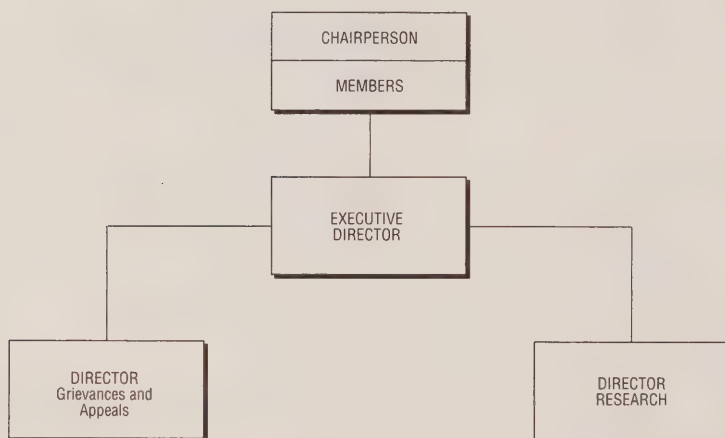 CHAIRPERSON
MEMBERS
EXECUTIVE
DIRECTOR
DIRECTOR
Grievances and
Appeals
DIRECTOR
RESEARCH